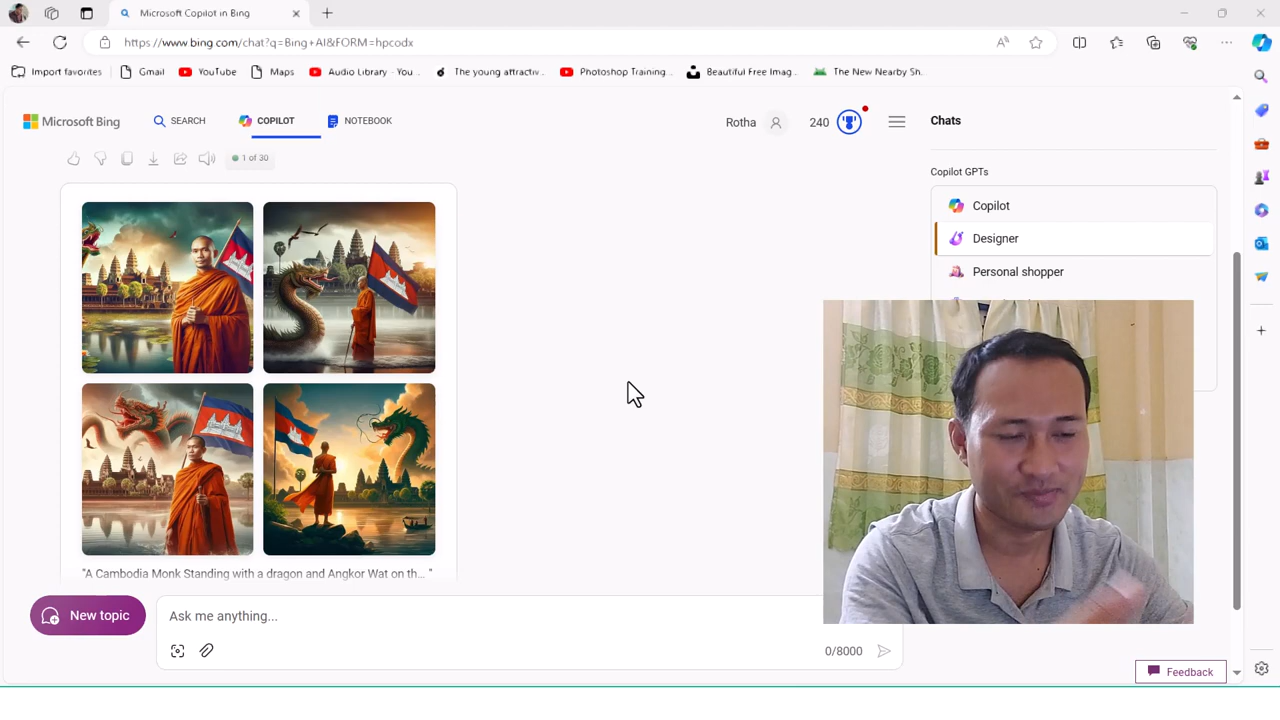 Microsoft Copilot in Bing
https://www.bing.com/chat?q=Bing+AI&FORM=hpcodx
Import favorites
Gmail
YouTube
Maps
Audio Library - You...
The young attractiv...
Photoshop Training...
Beautiful Free Imag...
The New Nearby Sh...
Microsoft Bing
SEARCH
COPILOT
NOTEBOOK
Rotha
240
Chats
1 of 30
Copilot GPTs
Copilot
Designer
Personal shopper
"A Cambodia Monk Standing with a dragon and Angkor Wat on th... "
New topic
Ask me anything...
0/8000
Feedback